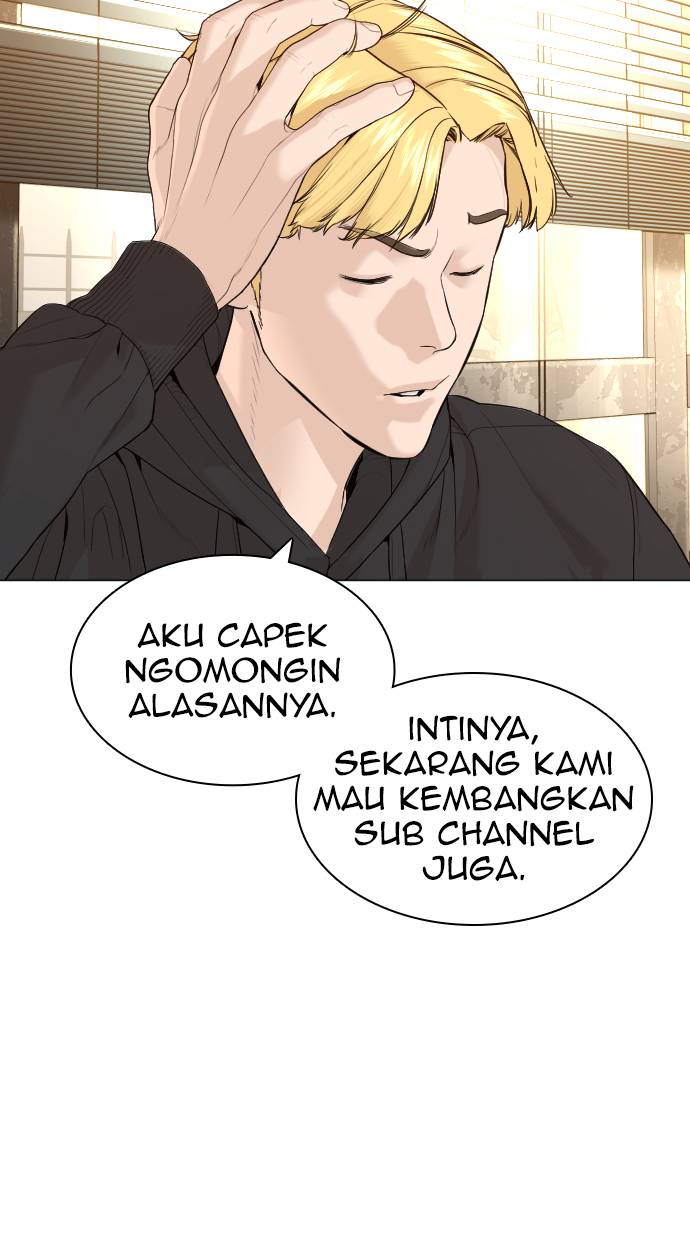 AKU CAPEK
NGOMONGIN
ALASANNYA.
INTINYA,
SEKARANG KAMI
MAU KEMBANGKAN
SUB CHANNEL
JUGA.